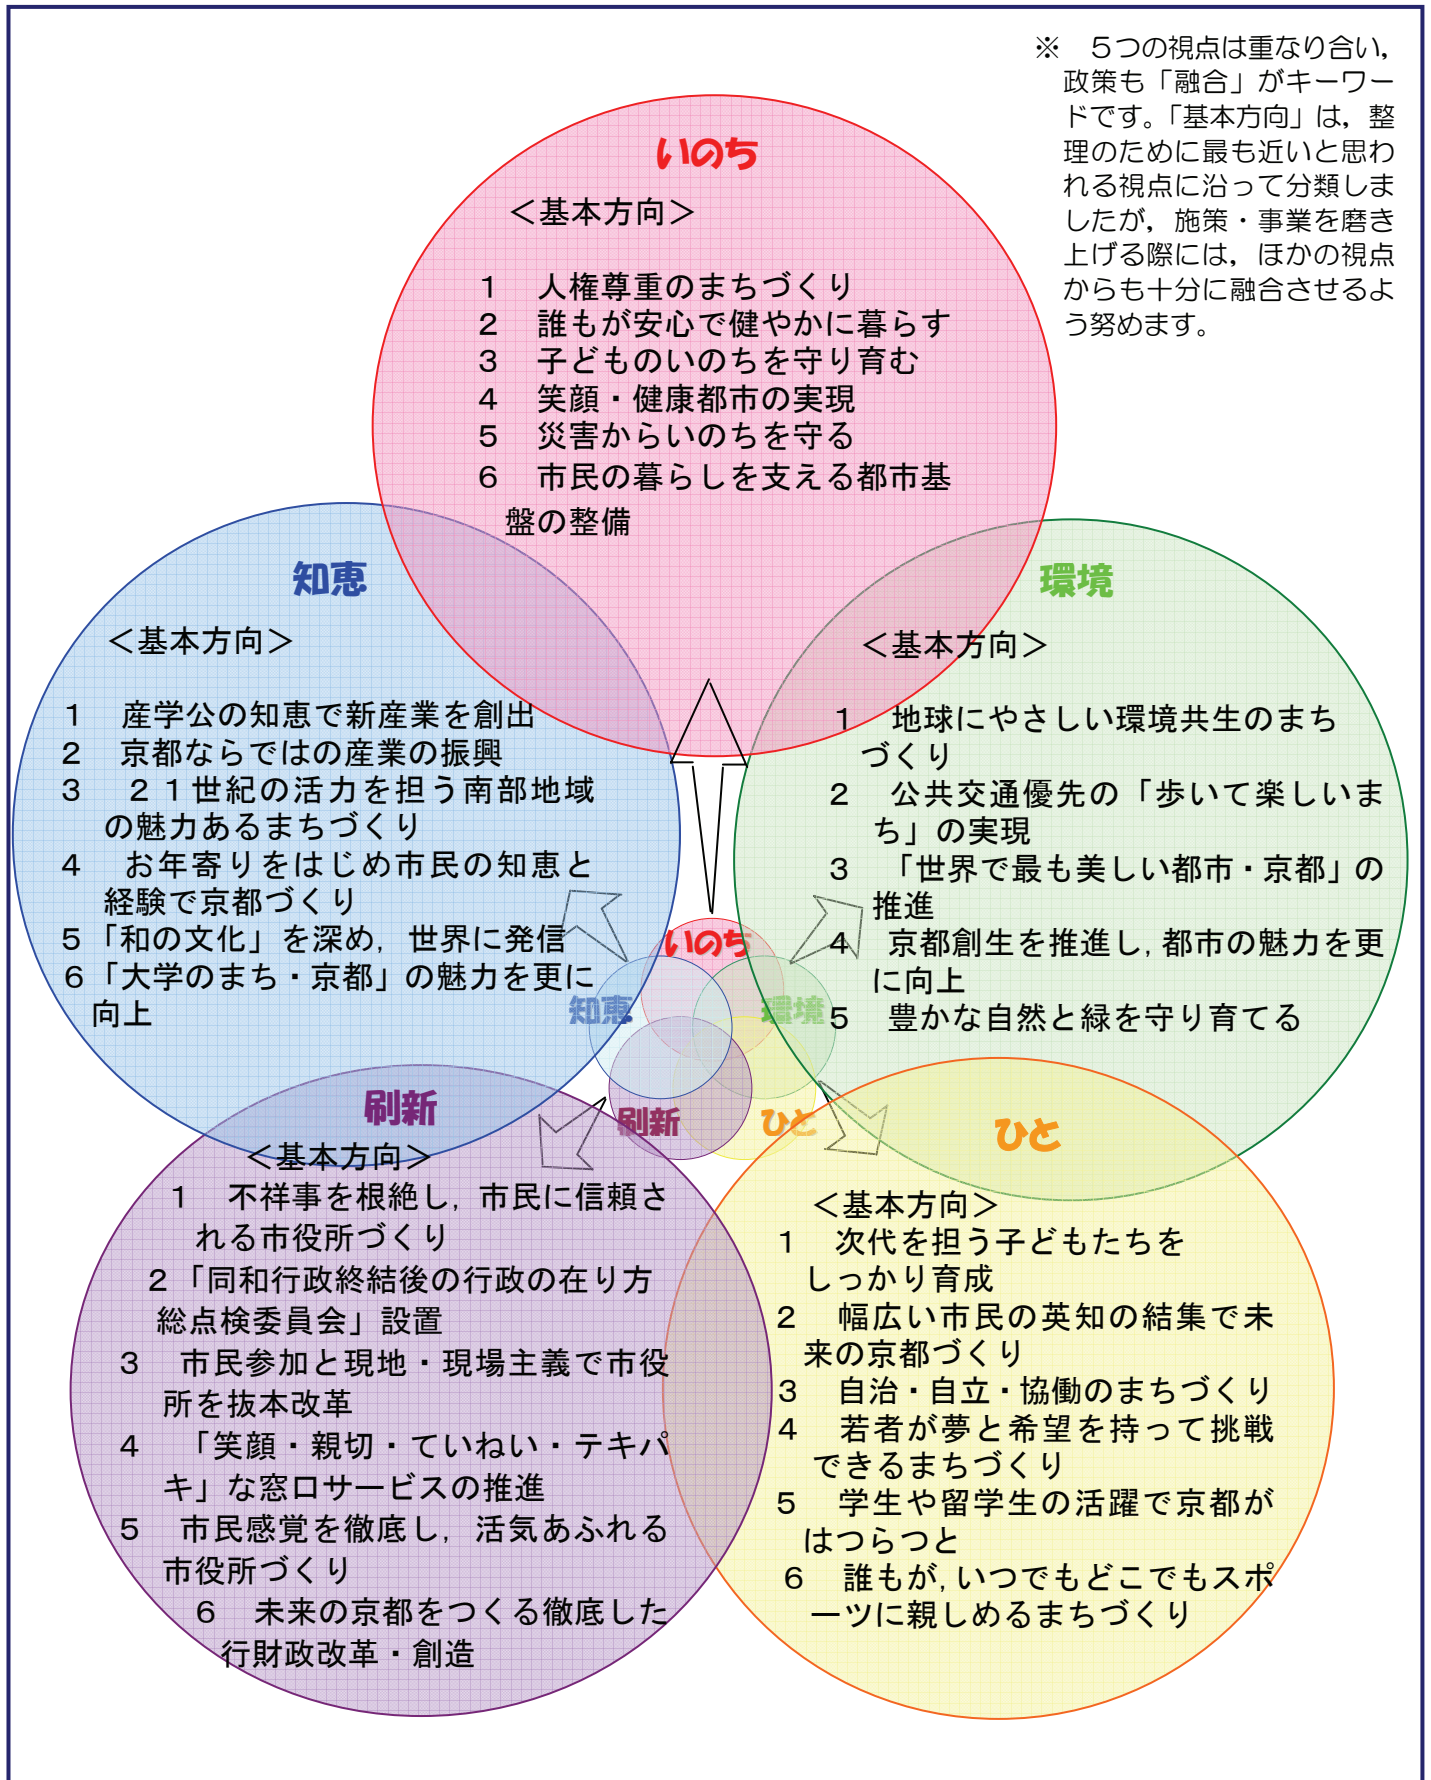 ※　５つの視点は重なり合い，
政策も「融合」がキーワー
ドです。「基本方向」は，整
理のために最も近いと思わ
れる視点に沿って分類しま
したが，施策・事業を磨き
上げる際には，ほかの視点
からも十分に融合させるよ
う努めます。
いのち
＜基本方向＞
１　人権尊重のまちづくり
２　誰もが安心で健やかに暮らす
３　子どものいのちを守り育む
４　笑顔・健康都市の実現
５　災害からいのちを守る
６　市民の暮らしを支える都市基
盤の整備
知恵
＜基本方向＞
１　産学公の知恵で新産業を創出
２　京都ならではの産業の振興
３　２１世紀の活力を担う南部地域
の魅力あるまちづくり
４　お年寄りをはじめ市民の知恵と
経験で京都づくり
５「和の文化」を深め，世界に発信
６「大学のまち・京都」の魅力を更に
向上
環境
＜基本方向＞
１　地球にやさしい環境共生のまち
づくり
２　公共交通優先の「歩いて楽しいま
ち」の実現
３　「世界で最も美しい都市・京都」の
推進
４　京都創生を推進し，都市の魅力を更
に向上
５　豊かな自然と緑を守り育てる
いのち
知恵
環境
刷新
ひと
刷新
＜基本方向＞
１　不祥事を根絶し，市民に信頼さ
れる市役所づくり
２「同和行政終結後の行政の在り方
総点検委員会」設置
３　市民参加と現地・現場主義で市役
所を抜本改革
４　「笑顔・親切・ていねい・テキパ
キ」な窓口サービスの推進
５　市民感覚を徹底し，活気あふれる
市役所づくり
６　未来の京都をつくる徹底した
行財政改革・創造
ひと
＜基本方向＞
１　次代を担う子どもたちを
しっかり育成
２　幅広い市民の英知の結集で未
来の京都づくり
３　自治・自立・協働のまちづくり
４　若者が夢と希望を持って挑戦
できるまちづくり
５　学生や留学生の活躍で京都が
はつらつと
６　誰もが，いつでもどこでもスポ
ーツに親しめるまちづくり